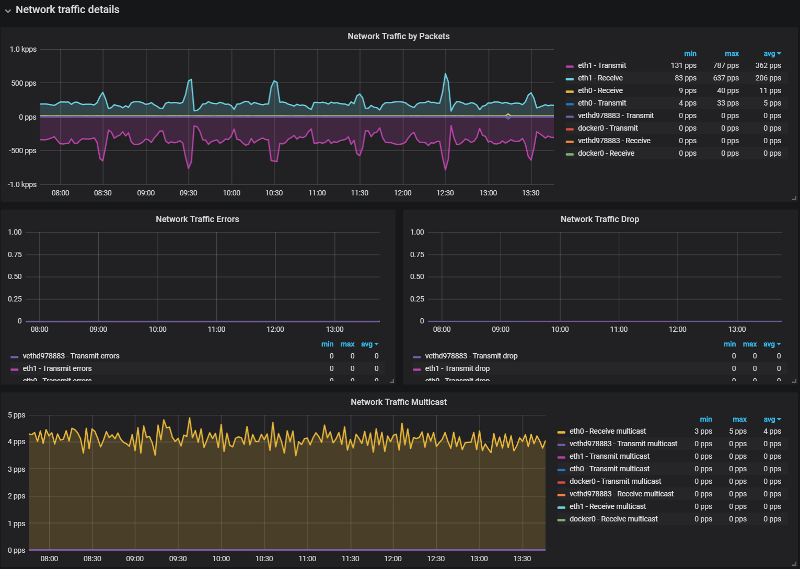 Network traffic details
Network Traffic by Packets
1.0 kpps
500 pps
0 pps
-500 pps
-1.0 kpps
08:00 08:30 09:00 09:30 10:00 10:30 11:00 11:30 12:00 12:30 13:00 13:30
min max avg
eth1 - Transmit 131 pps 787 pps 362 pps
eth1 - Receive 83 pps 637 pps 206 pps
eth0 - Receive 9 pps 40 pps 11 pps
eth0 - Transmit 4 pps 33 pps 5 pps
vethd978883 - Transmit 0 pps 0 pps 0 pps
docker0 - Transmit 0 pps 0 pps 0 pps
vethd978883 - Receive 0 pps 0 pps 0 pps
docker0 - Receive 0 pps 0 pps 0 pps
Network Traffic Errors
1.00
0.75
0.50
0.25
0
08:00 09:00 10:00 11:00 12:00 13:00
min max avg
vethd978883 - Transmit errors 0 0 0
eth1 - Transmit errors 0 0 0
eth0 - Transmit errors 0 0 0
Network Traffic Drop
1.00
0.75
0.50
0.25
0
08:00 09:00 10:00 11:00 12:00 13:00
min max avg
vethd978883 - Transmit drop 0 0 0
eth1 - Transmit drop 0 0 0
eth0 - Transmit drop 0 0 0
Network Traffic Multicast
5 pps
4 pps
3 pps
2 pps
1 pps
0 pps
08:00 08:30 09:00 09:30 10:00 10:30 11:00 11:30 12:00 12:30 13:00 13:30
min max avg
eth0 - Receive multicast 3 pps 5 pps 4 pps
vethd978883 - Transmit multicast 0 pps 0 pps 0 pps
eth1 - Transmit multicast 0 pps 0 pps 0 pps
eth0 - Transmit multicast 0 pps 0 pps 0 pps
docker0 - Transmit multicast 0 pps 0 pps 0 pps
vethd978883 - Receive multicast 0 pps 0 pps 0 pps
eth1 - Receive multicast 0 pps 0 pps 0 pps
docker0 - Receive multicast 0 pps 0 pps 0 pps